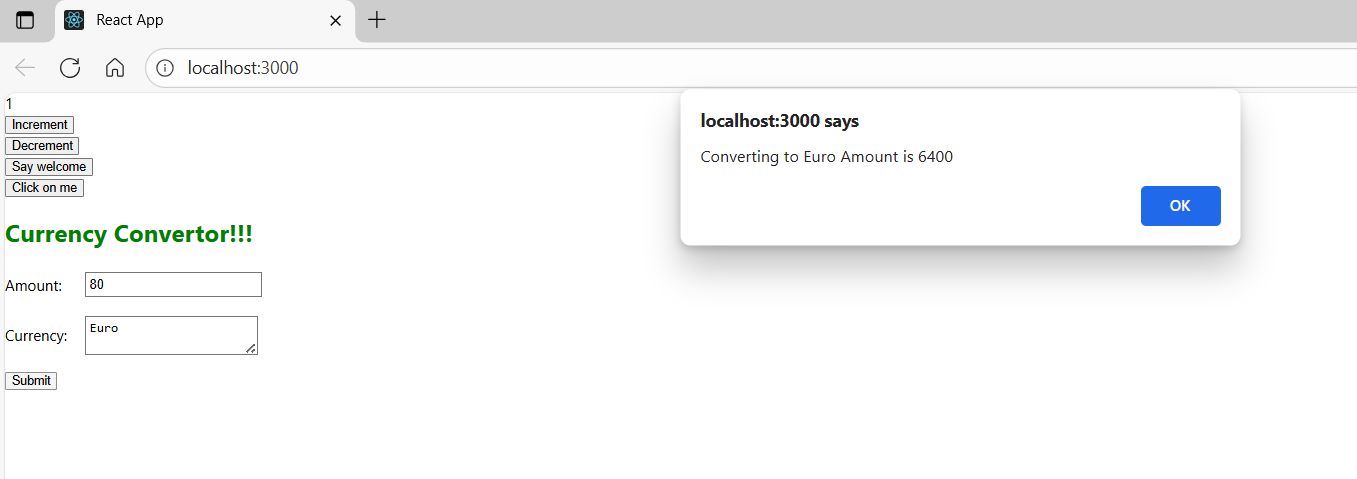 React App
localhost:3000
1
Increment
Decrement
Say welcome
Click on me
localhost:3000 says
Converting to Euro Amount is 6400
OK
Currency Convertor!!!
Amount: 80
Currency: Euro
Submit